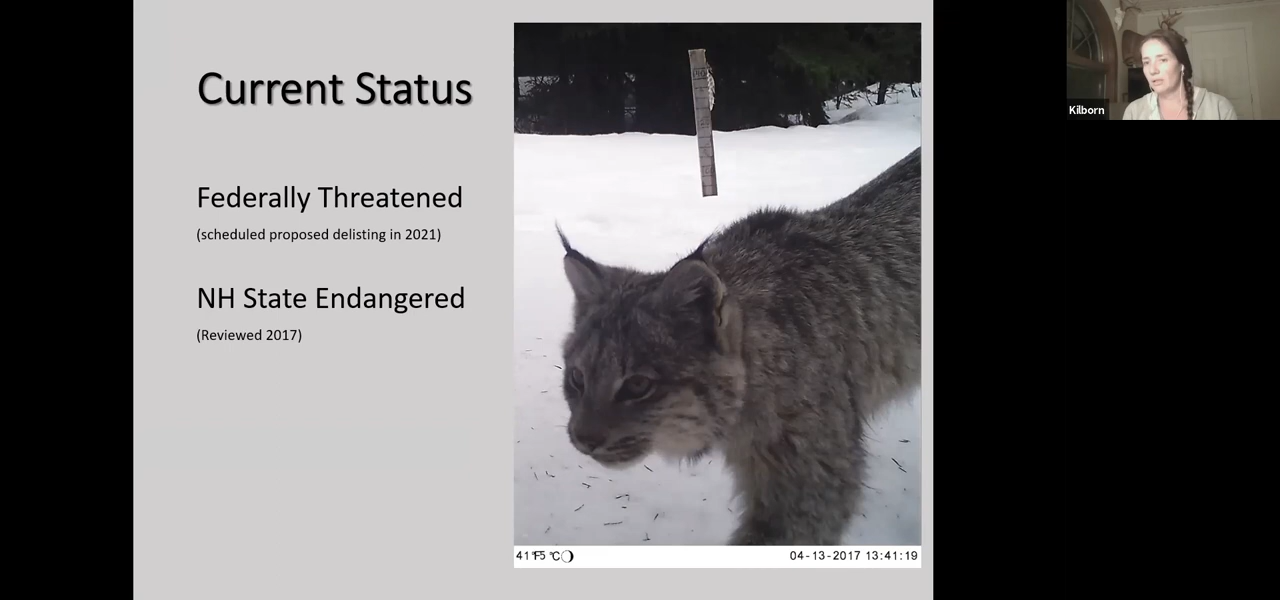 Current Status
Federally Threatened
(scheduled proposed delisting in 2021)
NH State Endangered
(Reviewed 2017)
04-13-2017 13:41:19
Kilborn